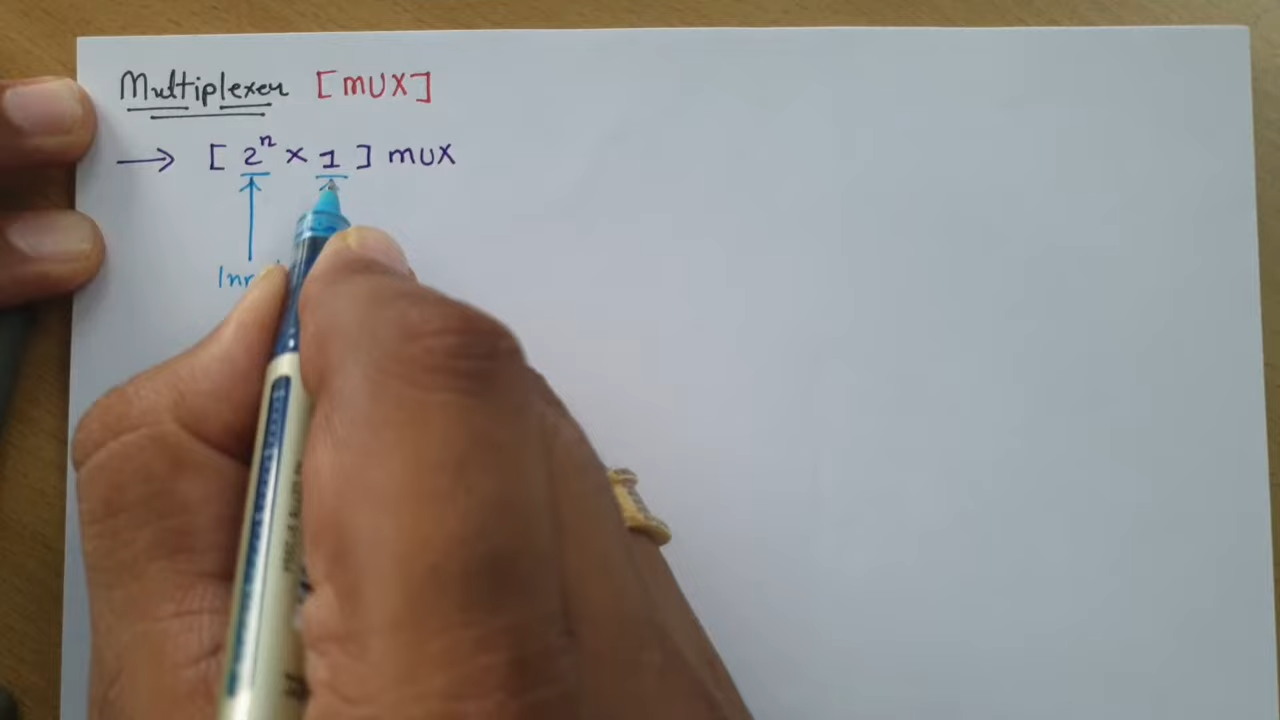 Multiplexer [MUX]
→ [ 2ⁿ × 1 ] MUX